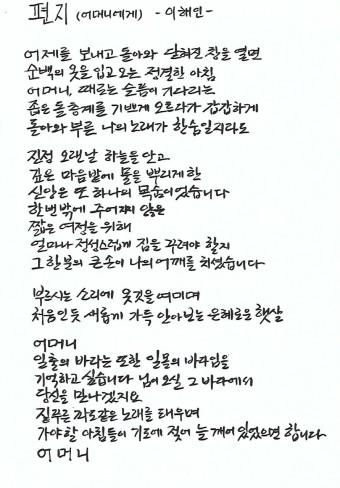 편지 (어머니에게) - 이해인 -
어제를 보내고 돌아와 닫혀진 창을 열면
순백의 옷을 입고 오는 정결한 아침
어머니, 때로는 슬픔이 기다리는
좁은 돌층계를 기쁘게 오르다가 갑갑하게
돌아와 부른 나의 노래가 한숨일지라도
진정 오랜날 하늘을 안고
깊은 마음밭에 돌을 뿌리게 한
신앙은 또 하나의 목숨이었습니다
한번밖에 주어지지 않은
짧은 여정을 위해
얼마나 정성스럽게 짐을 꾸려야 할지
그 한분의 큰손이 나의 어깨를 치셨습니다
부르시는 소리에 옷깃을 여미며
처음인듯 새롭게 가득 안아보는 은혜로운 햇살
어머니
일출의 바다는 또한 일몰의 바다임을
기억하고 싶습니다 님이 오실 그 바다에서
당신을 만나겠지요
짙푸른 파도같은 노래를 태우며
가야할 아침들이 기도에 젖어 늘 깨어 있었으면 합니다
어머니